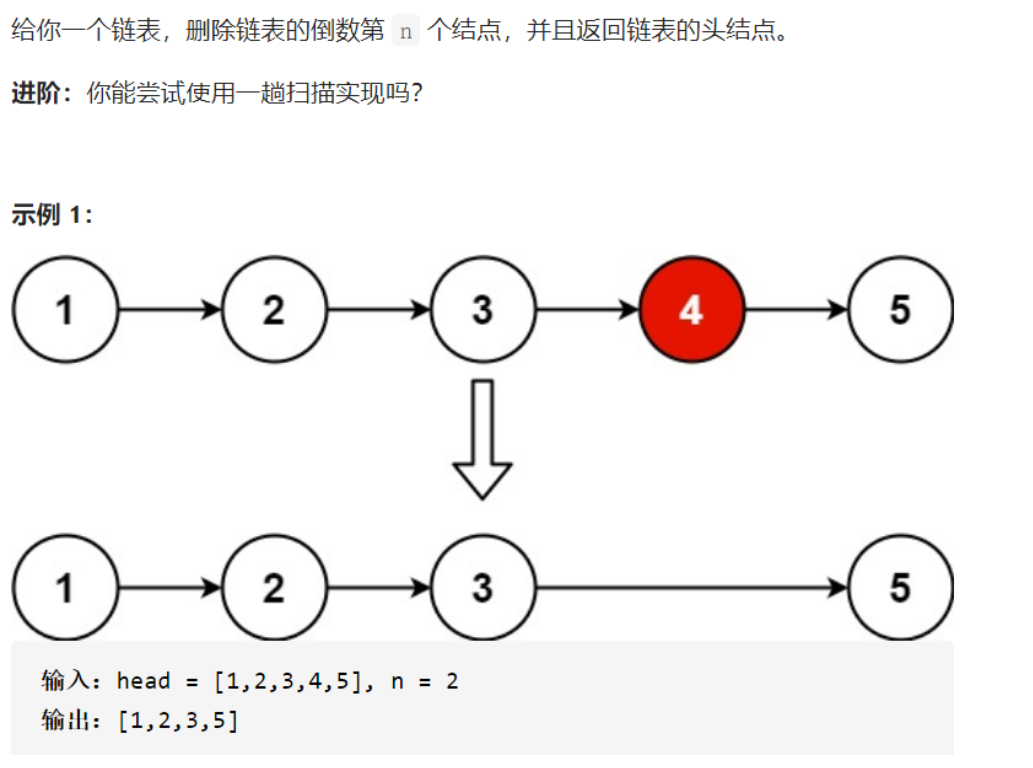 给你一个链表，删除链表的倒数第 n 个结点，并且返回链表的头结点。
进阶：你能尝试使用一趟扫描实现吗？
示例 1：
1 2 3 4 5
1 2 3 5
输入：head = [1,2,3,4,5], n = 2
输出：[1,2,3,5]